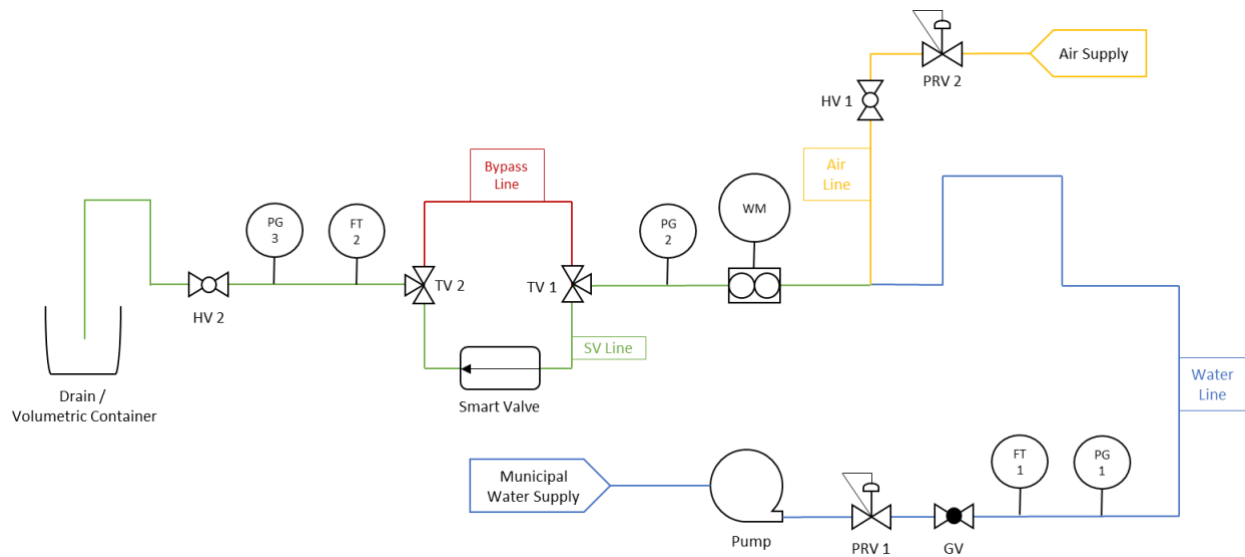 PRV 2
Air Supply
HV 1
Air
Line
Bypass
Line
PG
3
FT
2
PG
2
WM
TV 2
TV 1
HV 2
SV Line
Smart Valve
Drain /
Volumetric Container
Water
Line
Municipal
Water Supply
Pump
PRV 1
GV
FT
1
PG
1